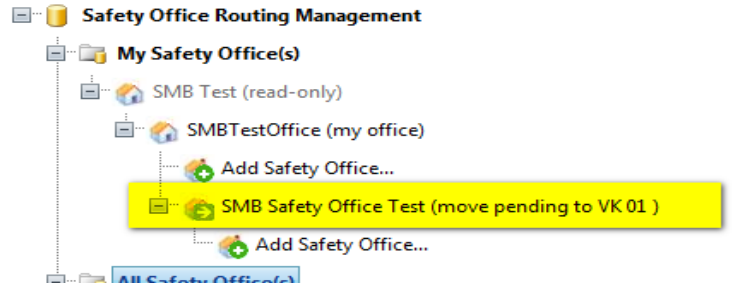 Safety Office Routing Management
My Safety Office(s)
SMB Test (read-only)
SMBTestOffice (my office)
Add Safety Office...
SMB Safety Office Test (move pending to VK 01 )
Add Safety Office...
All Safety Office(s)